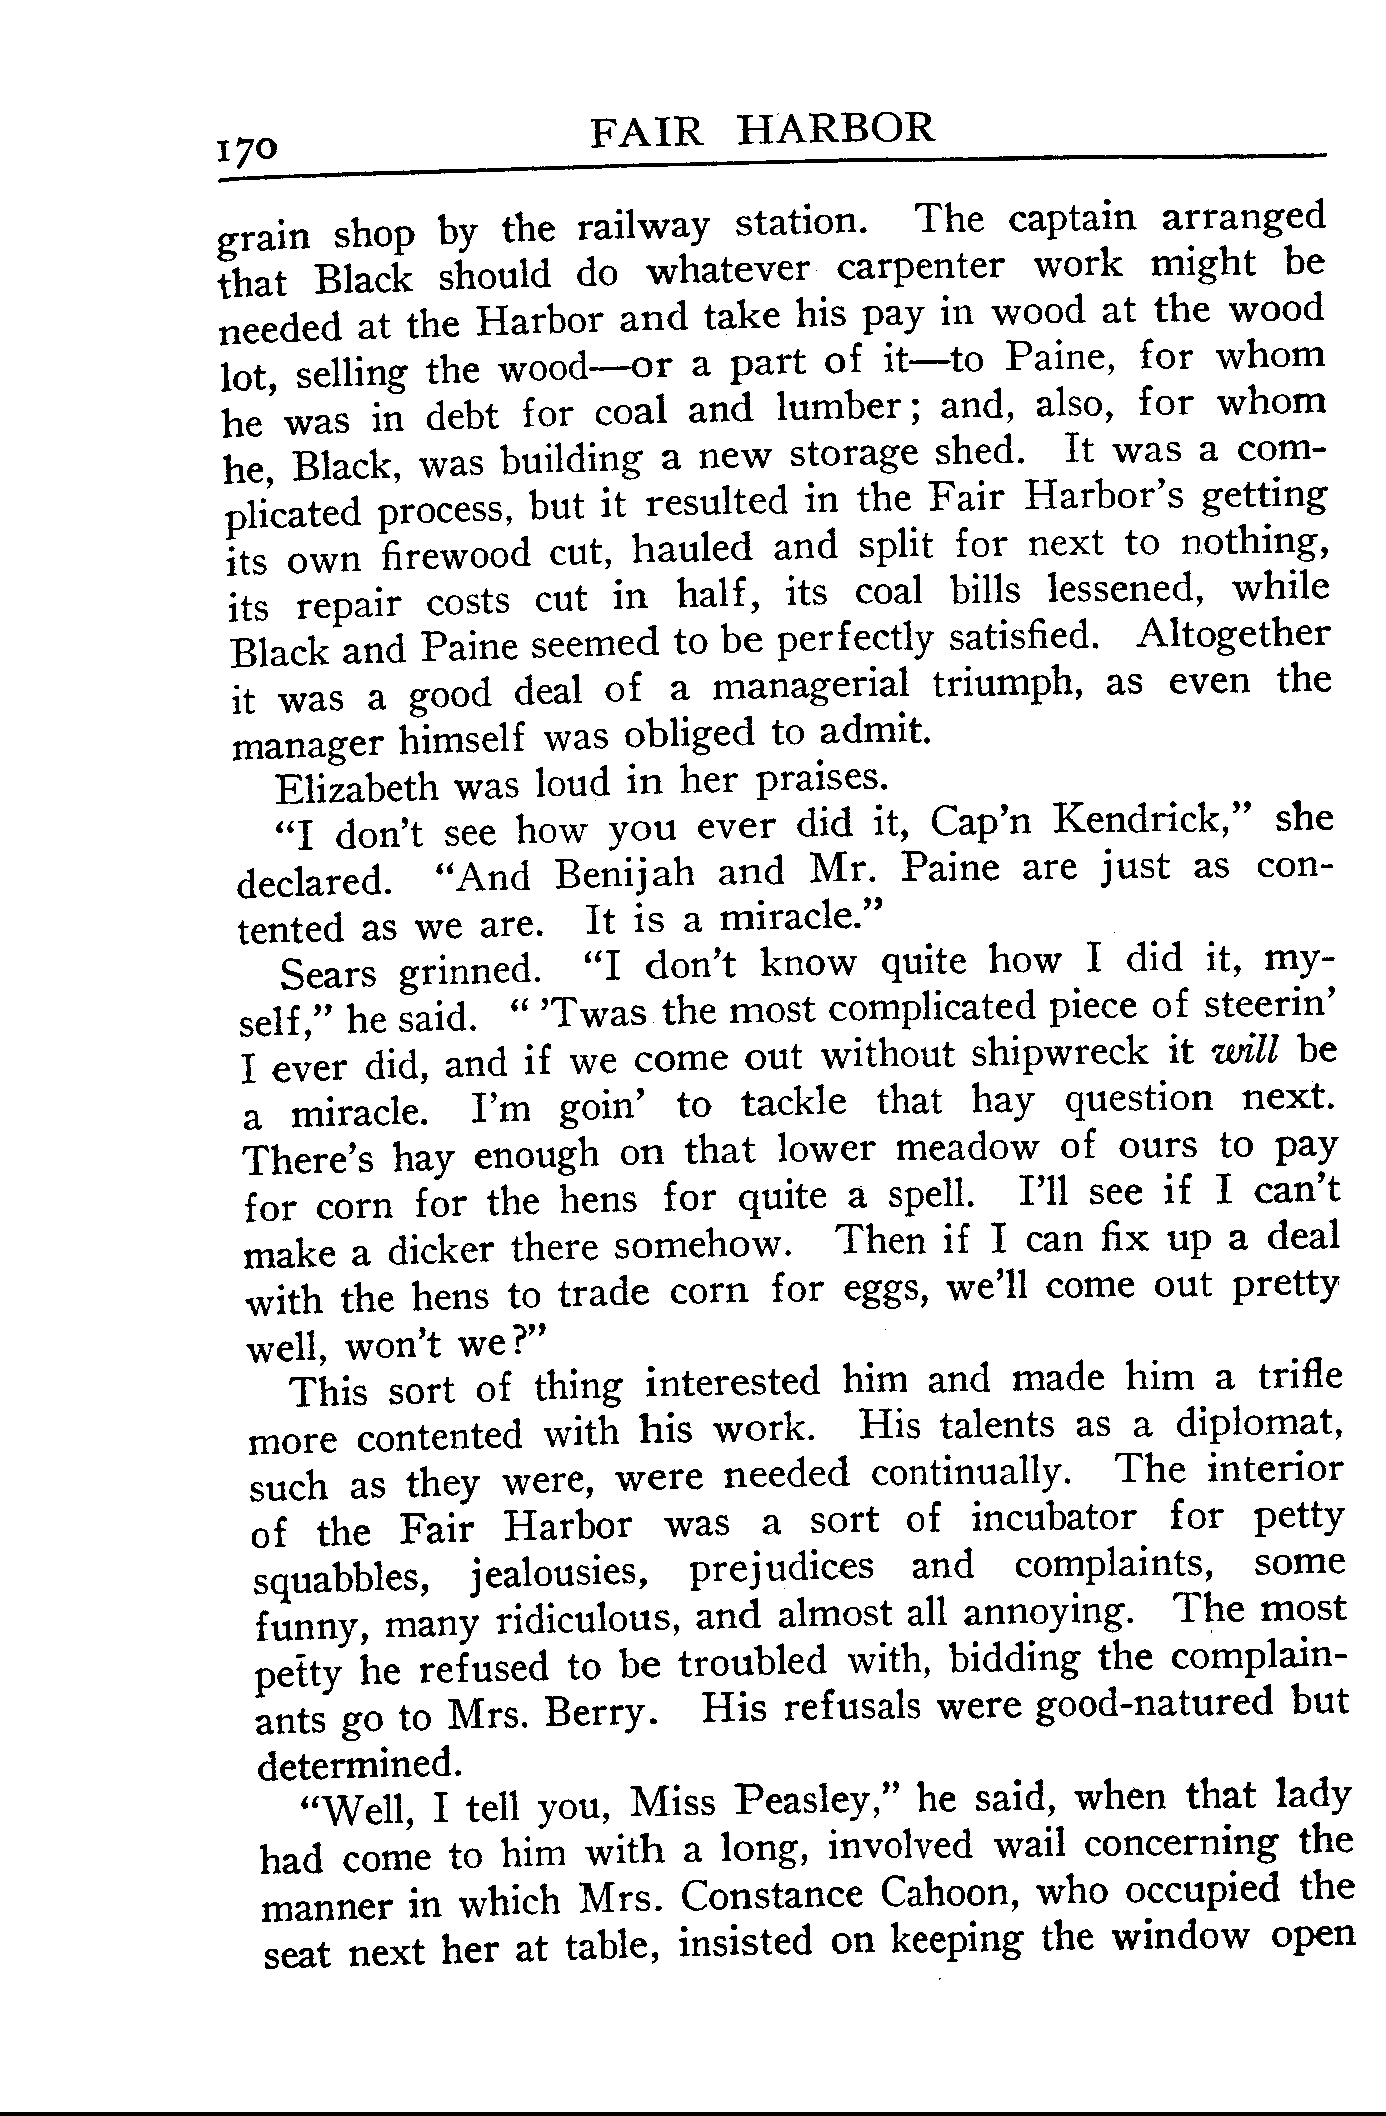 170
FAIR HARBOR
grain shop by the railway station. The captain arranged
that Black should do whatever carpenter work might be
needed at the Harbor and take his pay in wood at the wood
lot, selling the wood—or a part of it—to Paine, for whom
he was in debt for coal and lumber; and, also, for whom
he, Black, was building a new storage shed. It was a com-
plicated process, but it resulted in the Fair Harbor's getting
its own firewood cut, hauled and split for next to nothing,
its repair costs cut in half, its coal bills lessened, while
Black and Paine seemed to be perfectly satisfied. Altogether
it was a good deal of a managerial triumph, as even the
manager himself was obliged to admit.
Elizabeth was loud in her praises.
“I don't see how you ever did it, Cap'n Kendrick,” she
declared. “And Benijah and Mr. Paine are just as con-
tented as we are. It is a miracle.”
Sears grinned. “I don't know quite how I did it, my-
self,” he said. “ 'Twas the most complicated piece of steerin'
I ever did, and if we come out without shipwreck it will be
a miracle. I'm goin' to tackle that hay question next.
There's hay enough on that lower meadow of ours to pay
for corn for the hens for quite a spell. I'll see if I can't
make a dicker there somehow. Then if I can fix up a deal
with the hens to trade corn for eggs, we'll come out pretty
well, won't we?”
This sort of thing interested him and made him a trifle
more contented with his work. His talents as a diplomat,
such as they were, were needed continually. The interior
of the Fair Harbor was a sort of incubator for petty
squabbles, jealousies, prejudices and complaints, some
funny, many ridiculous, and almost all annoying. The most
petty he refused to be troubled with, bidding the complain-
ants go to Mrs. Berry. His refusals were good-natured but
determined.
“Well, I tell you, Miss Peasley,” he said, when that lady
had come to him with a long, involved wail concerning the
manner in which Mrs. Constance Cahoon, who occupied the
seat next her at table, insisted on keeping the window open